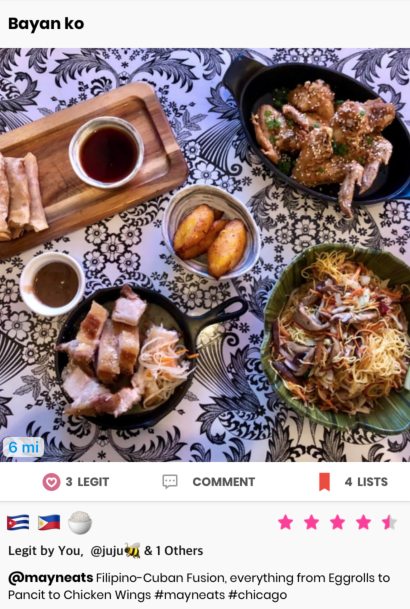 Bayan ko
6 mi
3 LEGIT
COMMENT
4 LISTS
Legit by You, @juju🐝 & 1 Others
@mayneats Filipino-Cuban Fusion, everything from Eggrolls to
Pancit to Chicken Wings #mayneats #chicago